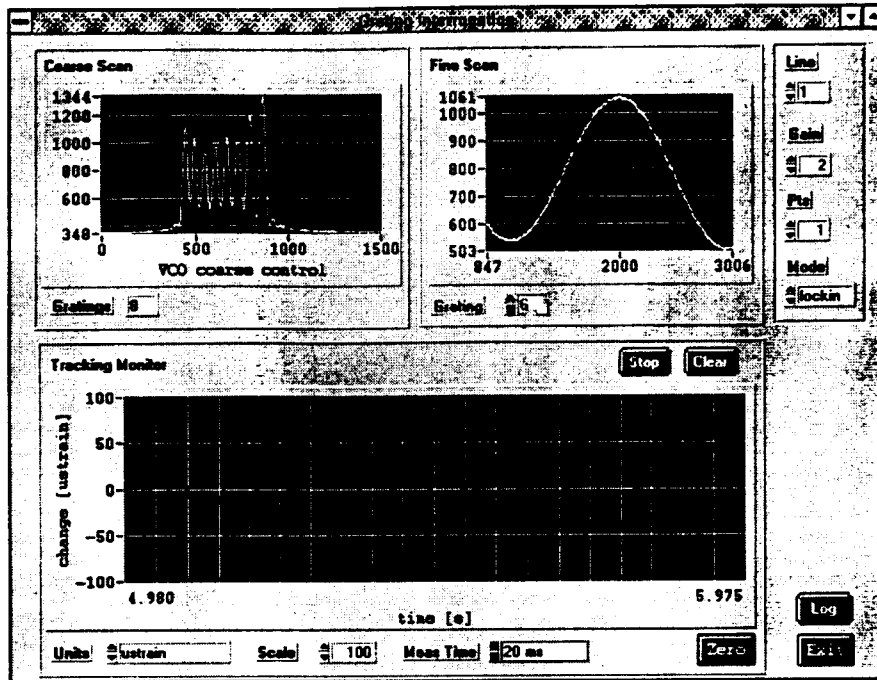 Grating Interrogation
Coarse Scan
1344
1200
1000
800
600
348
0 500 1000 1500
VCO coarse control
Gratings 8
Fine Scan
1061
1000
900
800
700
600
503
847 2000 3006
Grating 6
Line
1
Gain
2
Pts
1
Mode
lockin
Tracking Monitor
Stop Clear
change [ustrain]
100
50
0
-50
-100
4.980 5.975
time [s]
Units ustrain Scale 100 Meas Time 20 ms Zero
Log
Exit